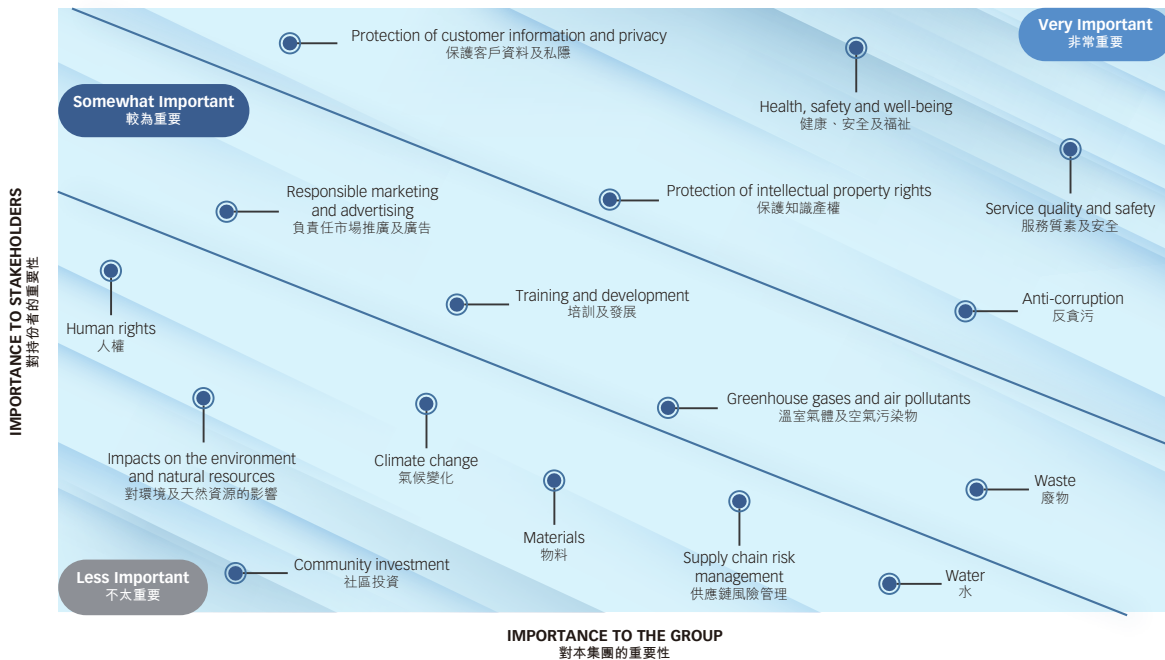 Protection of customer information and privacy
保護客戶資料及私隱
Very Important
非常重要
Somewhat Important
較為重要
Health, safety and well-being
健康、安全及福祉
Responsible marketing
and advertising
負責任市場推廣及廣告
Protection of intellectual property rights
保護知識產權
Service quality and safety
服務質素及安全
IMPORTANCE TO STAKEHOLDERS
對持份者的重要性
Human rights
人權
Training and development
培訓及發展
Anti-corruption
反貪污
Greenhouse gases and air pollutants
溫室氣體及空氣污染物
Impacts on the environment
and natural resources
對環境及天然資源的影響
Climate change
氣候變化
Waste
廢物
Materials
物料
Supply chain risk
management
供應鏈風險管理
Less Important
不太重要
Community investment
社區投資
Water
水
IMPORTANCE TO THE GROUP
對本集團的重要性